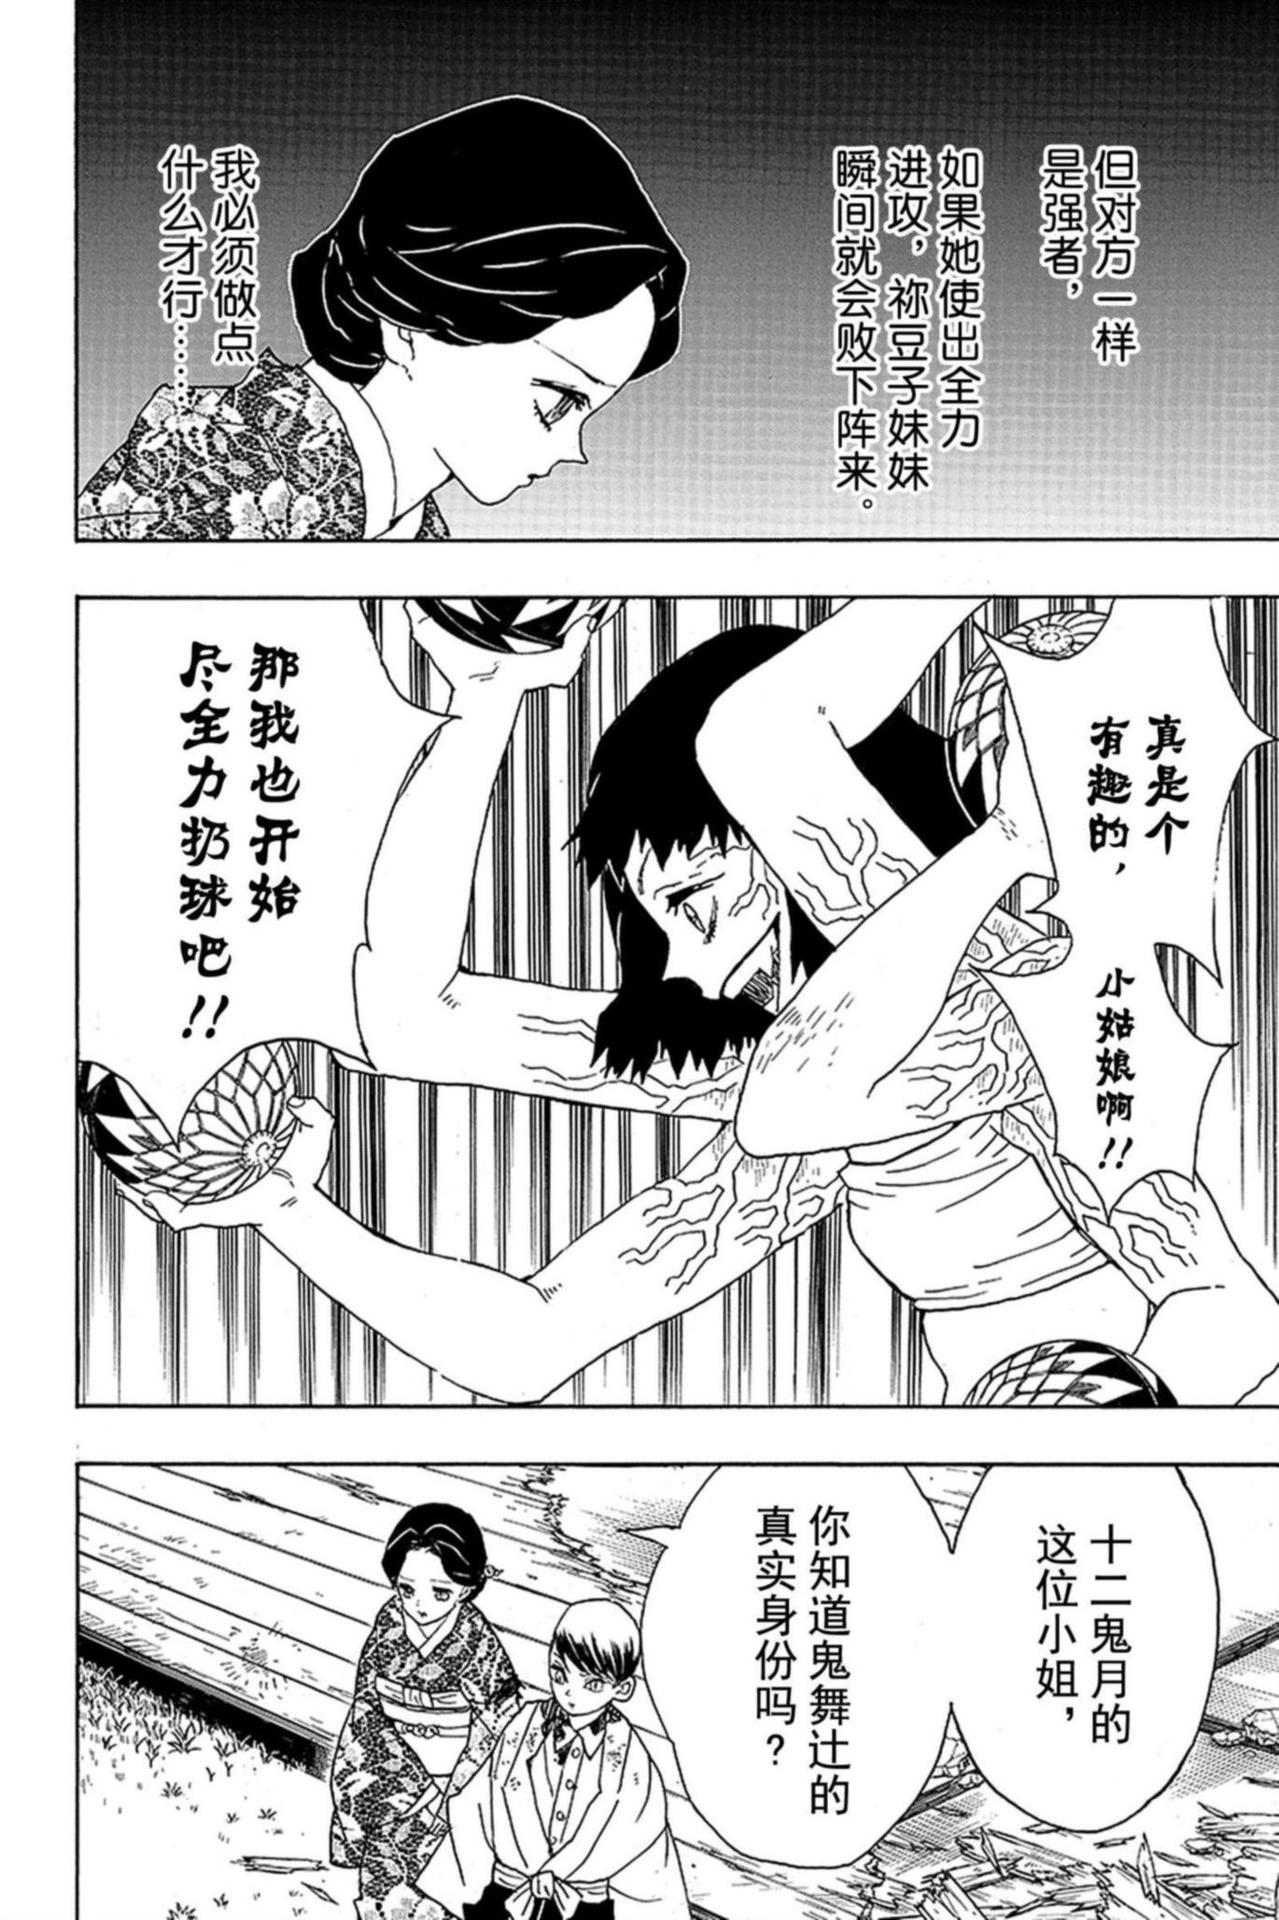 但对方一样
是强者，
如果她使出全力
进攻，祢豆子妹妹
瞬间就会败下阵来。
我必须做点
什么才行……
真是个
有趣的，
小姑娘啊!!
那我也开始
尽全力扔球吧!!
十二鬼月的
这位小姐，
你知道鬼舞辻的
真实身份吗？